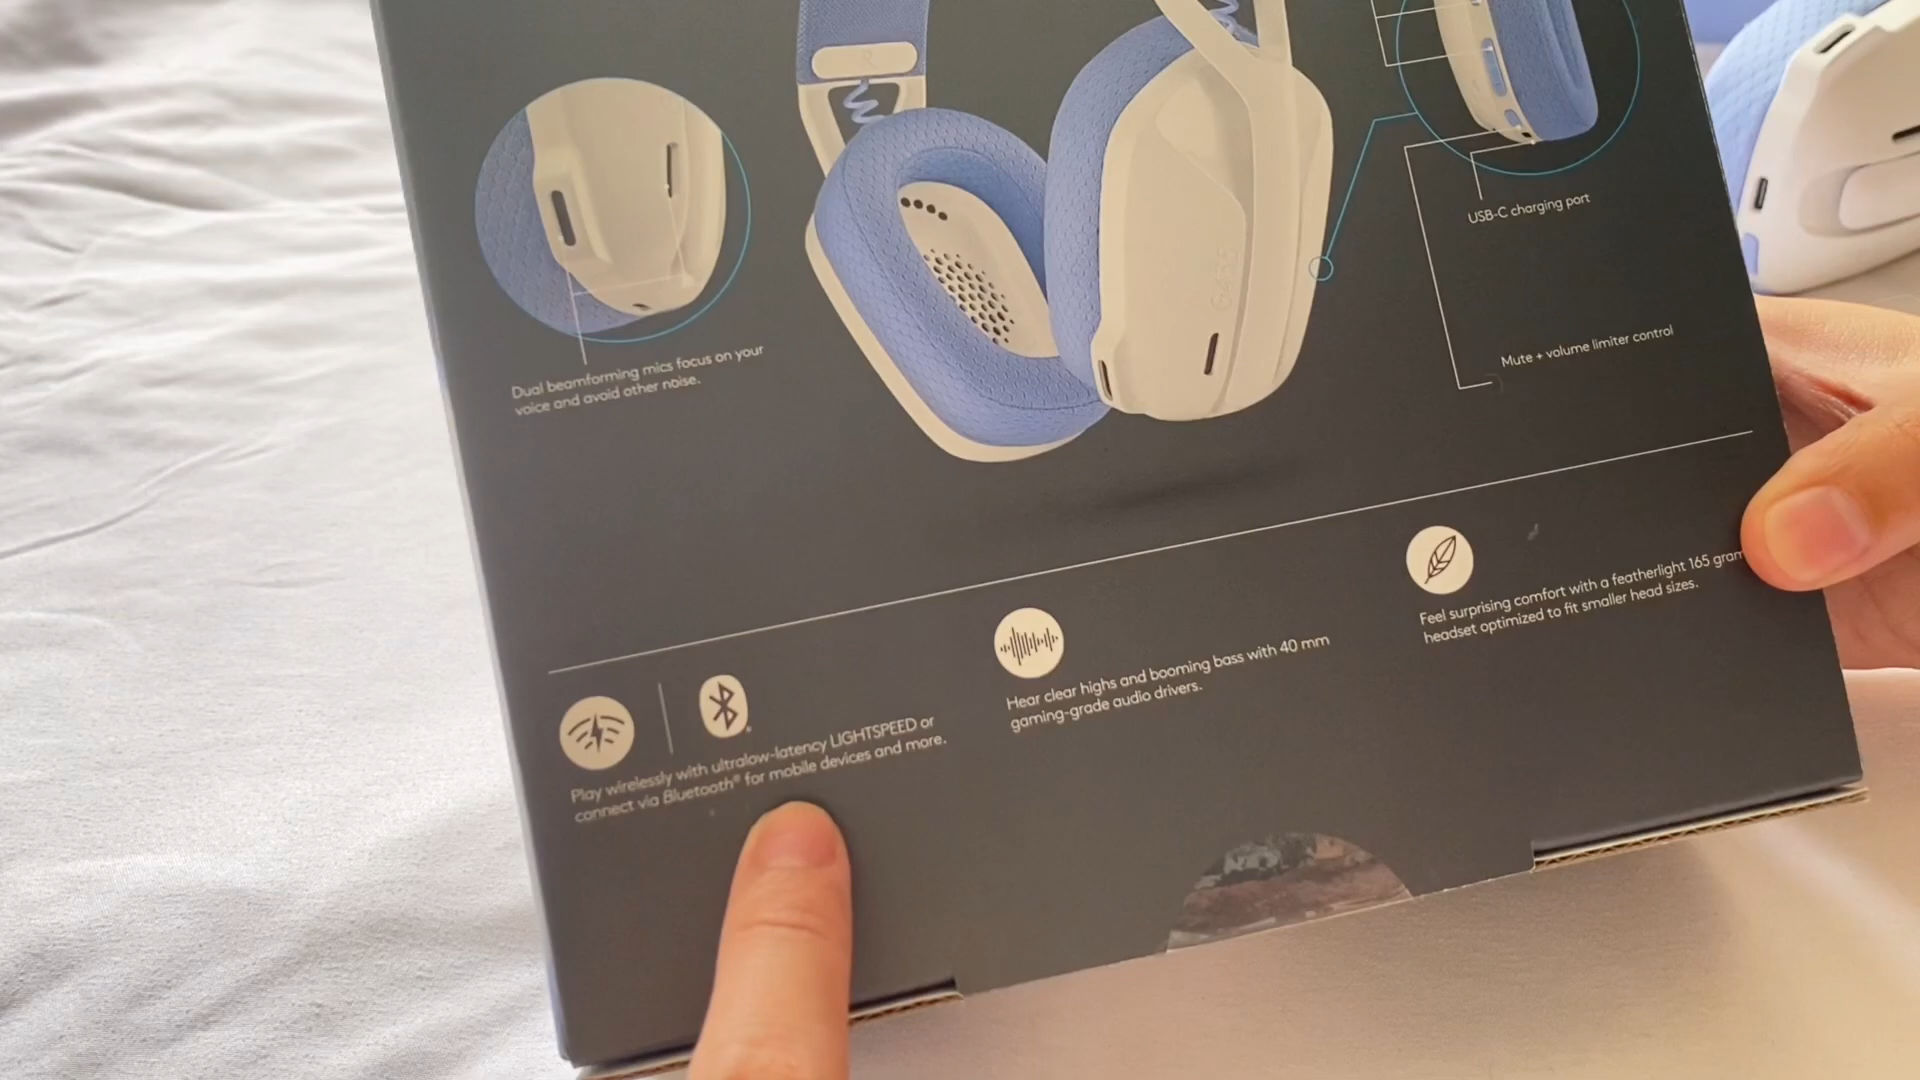 R
USB-C charging port
Mute + volume limiter control
Dual beamforming mics focus on your
voice and avoid other noise.
G435
Play wirelessly with ultralow-latency LIGHTSPEED or
connect via Bluetooth® for mobile devices and more.
Hear clear highs and booming bass with 40 mm
gaming-grade audio drivers.
Feel surprising comfort with a featherlight 165 gram
headset optimized to fit smaller head sizes.